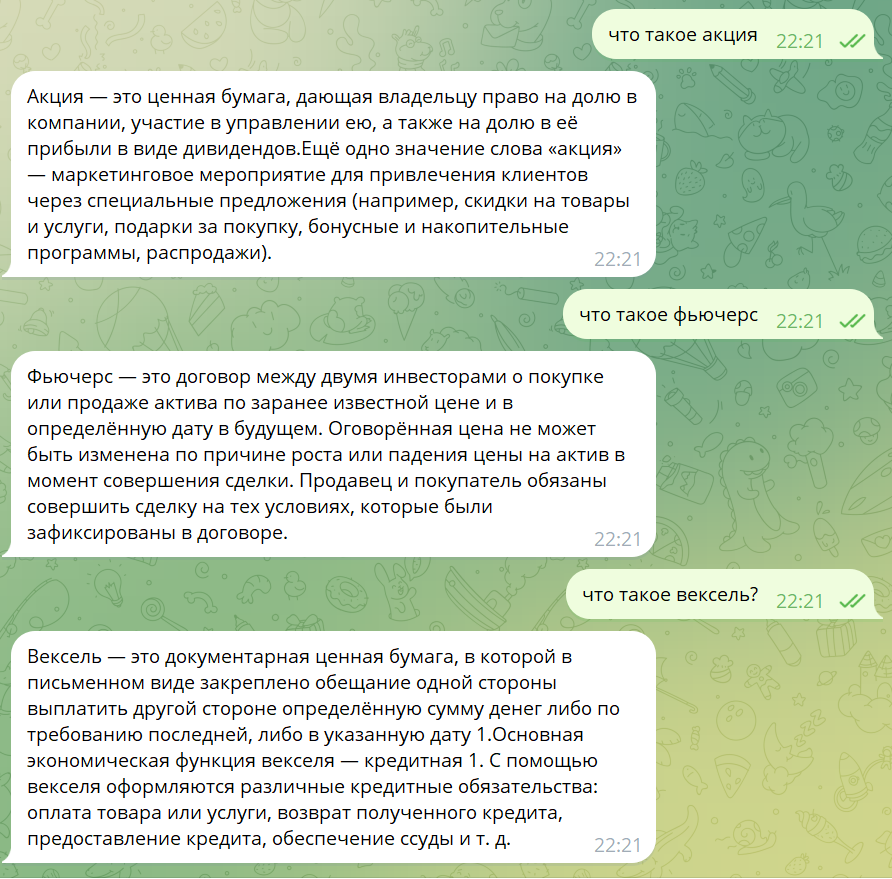 что такое акция 22:21
Акция — это ценная бумага, дающая владельцу право на долю в
компании, участие в управлении ею, а также на долю в её
прибыли в виде дивидендов.Ещё одно значение слова «акция»
— маркетинговое мероприятие для привлечения клиентов
через специальные предложения (например, скидки на товары
и услуги, подарки за покупку, бонусные и накопительные
программы, распродажи).
22:21
что такое фьючерс 22:21
Фьючерс — это договор между двумя инвесторами о покупке
или продаже актива по заранее известной цене и в
определённую дату в будущем. Оговорённая цена не может
быть изменена по причине роста или падения цены на актив в
момент совершения сделки. Продавец и покупатель обязаны
совершить сделку на тех условиях, которые были
зафиксированы в договоре.
22:21
что такое вексель? 22:21
Вексель — это документарная ценная бумага, в которой в
письменном виде закреплено обещание одной стороны
выплатить другой стороне определённую сумму денег либо по
требованию последней, либо в указанную дату 1.Основная
экономическая функция векселя — кредитная 1. С помощью
векселя оформляются различные кредитные обязательства:
оплата товара или услуги, возврат полученного кредита,
предоставление кредита, обеспечение ссуды и т. д.
22:21